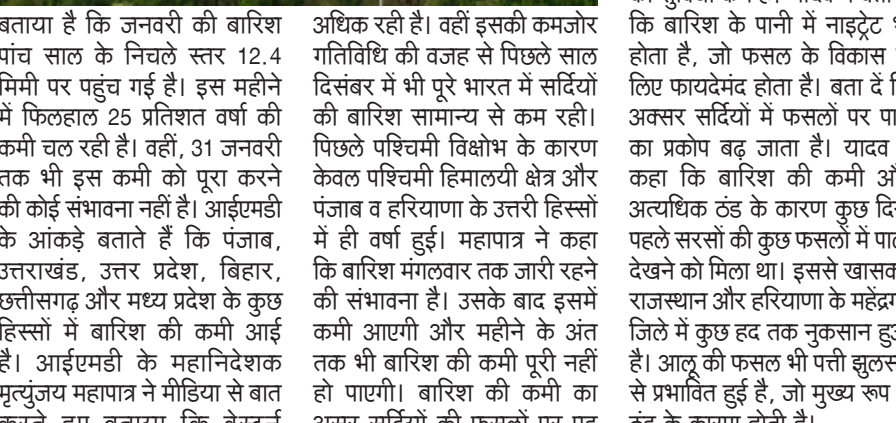 बताया है कि जनवरी की बारिश
पांच साल के निचले स्तर 12.4
मिमी पर पहुंच गई है। इस महीने
में फिलहाल 25 प्रतिशत वर्षा की
कमी चल रही है। वहीं, 31 जनवरी
तक भी इस कमी को पूरा करने
की कोई संभावना नहीं है। आईएमडी
के आंकड़े बताते हैं कि पंजाब,
उत्तराखंड, उत्तर प्रदेश, बिहार,
छत्तीसगढ़ और मध्य प्रदेश के कुछ
हिस्सों में बारिश की कमी आई
है। आईएमडी के महानिदेशक
मृत्युंजय महापात्र ने मीडिया से बात
अधिक रही है। वहीं इसकी कमजोर
गतिविधि की वजह से पिछले साल
दिसंबर में भी पूरे भारत में सर्दियों
की बारिश सामान्य से कम रही।
पिछले पश्चिमी विक्षोभ के कारण
केवल पश्चिमी हिमालयी क्षेत्र और
पंजाब व हरियाणा के उत्तरी हिस्सों
में ही वर्षा हुई। महापात्र ने कहा
कि बारिश मंगलवार तक जारी रहने
की संभावना है। उसके बाद इसमें
कमी आएगी और महीने के अंत
तक भी बारिश की कमी पूरी नहीं
हो पाएगी। बारिश की कमी का
कि बारिश के पानी में नाइट्रेट
होता है, जो फसल के विकास
लिए फायदेमंद होता है। बता दें
अक्सर सर्दियों में फसलों पर
का प्रकोप बढ़ जाता है। यादव
कहा कि बारिश की कमी
अत्यधिक ठंड के कारण कुछ
पहले सरसों की कुछ फसलों में
देखने को मिला था। इससे
राजस्थान और हरियाणा के
जिले में कुछ हद तक नुकसान
है। आलू की फसल भी पत्ती
से प्रभावित हुई है, जो मुख्य रूप